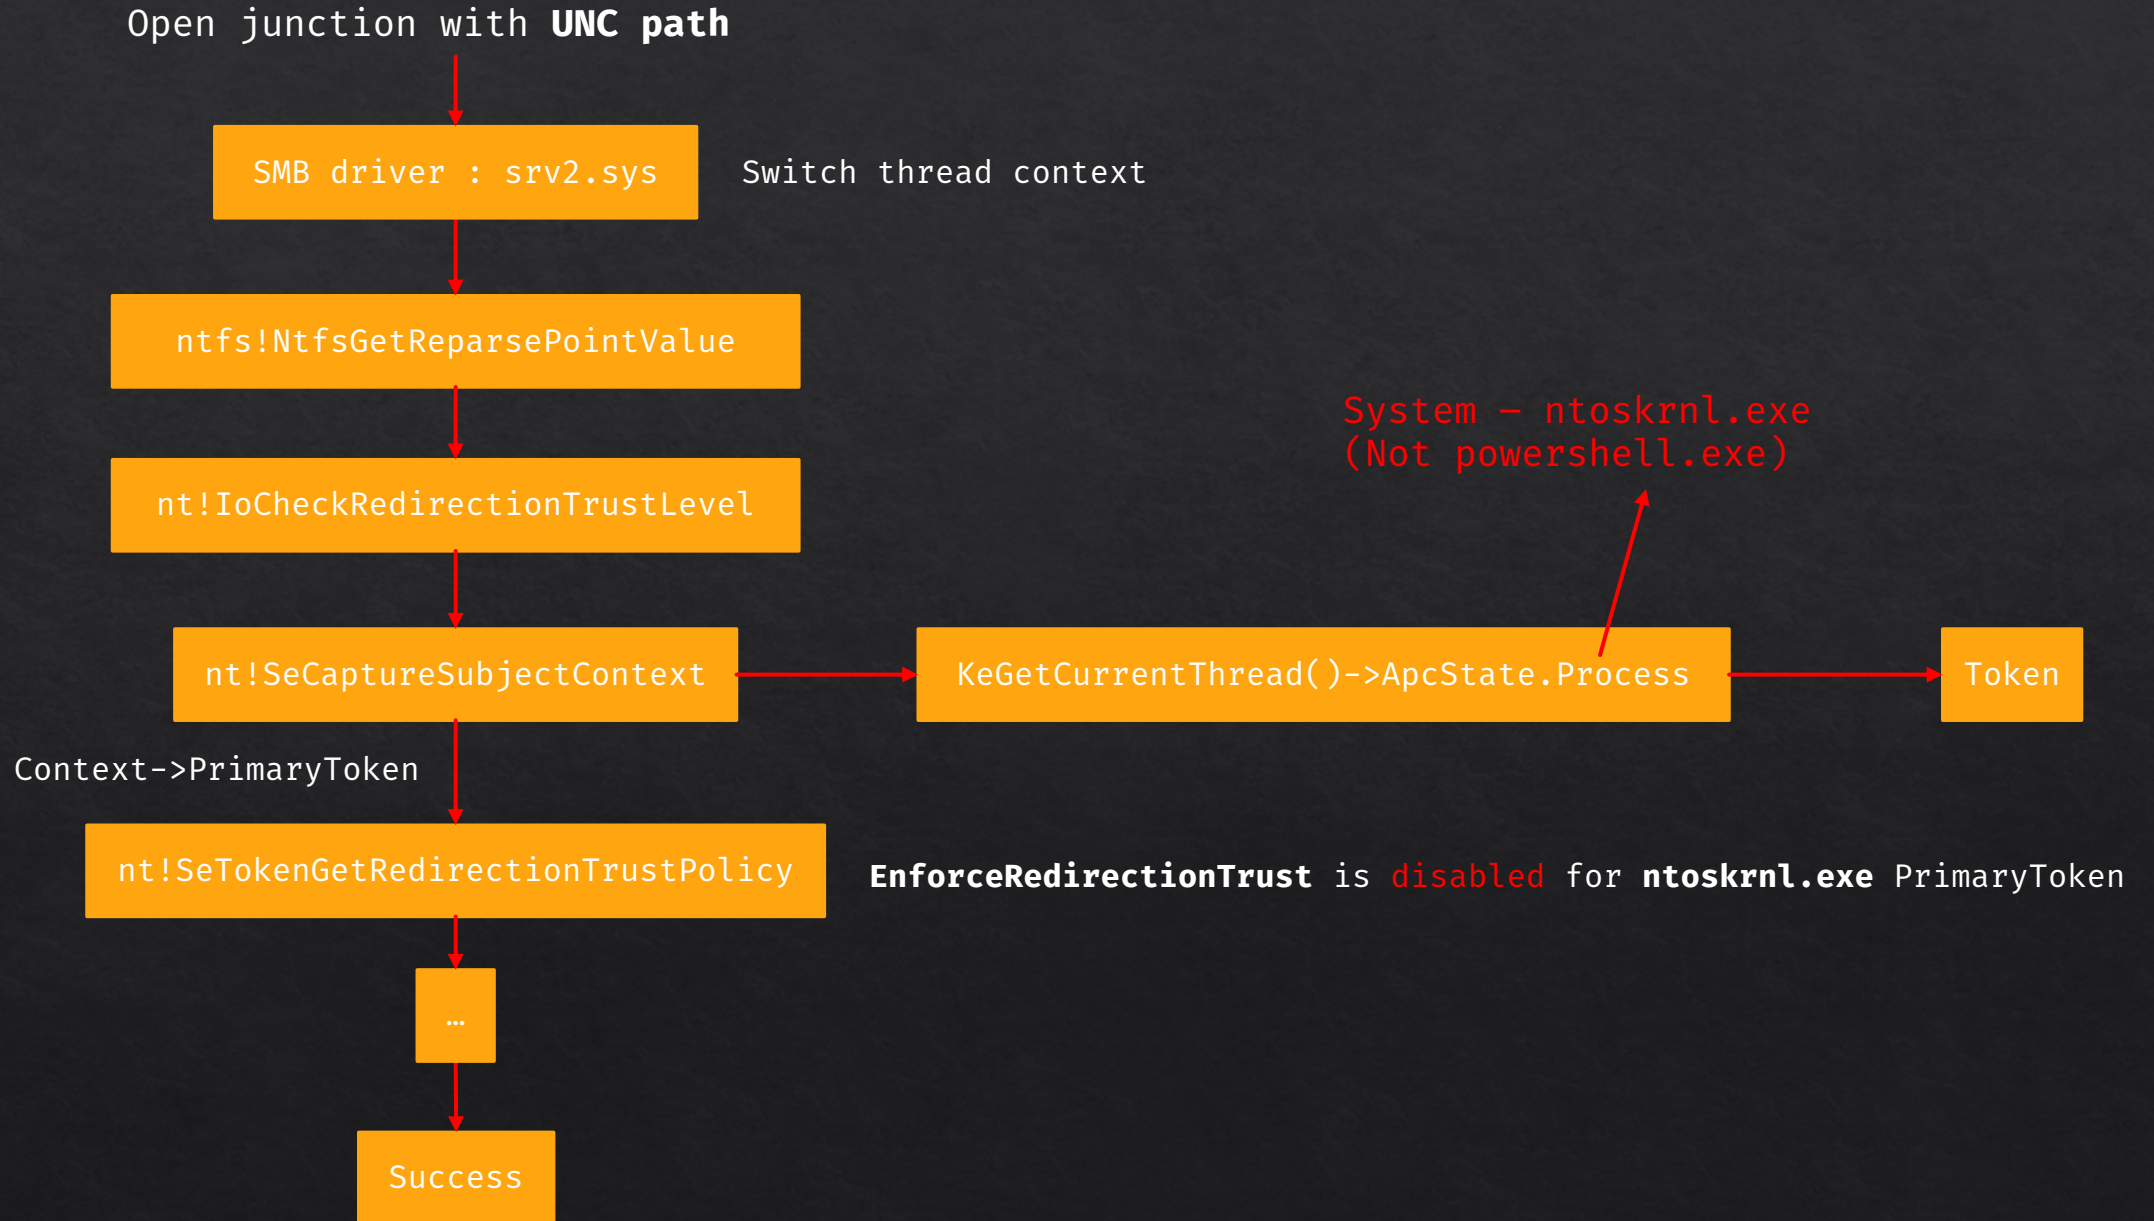 Open junction with UNC path
SMB driver : srv2.sys
Switch thread context
ntfs!NtfsGetReparsePointValue
System – ntoskrnl.exe
(Not powershell.exe)
nt!IoCheckRedirectionTrustLevel
nt!SeCaptureSubjectContext
KeGetCurrentThread()->ApcState.Process
Token
Context->PrimaryToken
nt!SeTokenGetRedirectionTrustPolicy
EnforceRedirectionTrust is disabled for ntoskrnl.exe PrimaryToken
…
Success